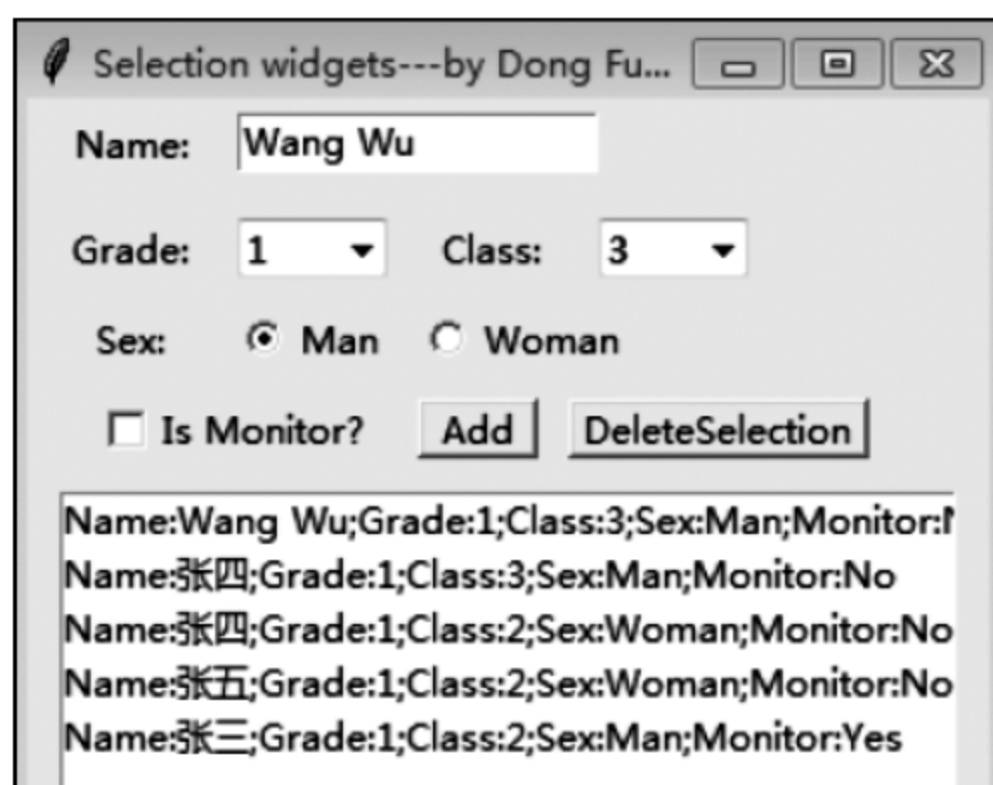 Selection widgets---by Dong Fu...
Name: Wang Wu
Grade: 1 Class: 3
Sex: Man Woman
Is Monitor? Add DeleteSelection
Name:Wang Wu;Grade:1;Class:3;Sex:Man;Monitor:
Name:张四;Grade:1;Class:3;Sex:Man;Monitor:No
Name:张四;Grade:1;Class:2;Sex:Woman;Monitor:No
Name:张五;Grade:1;Class:2;Sex:Woman;Monitor:No
Name:张三;Grade:1;Class:2;Sex:Man;Monitor:Yes